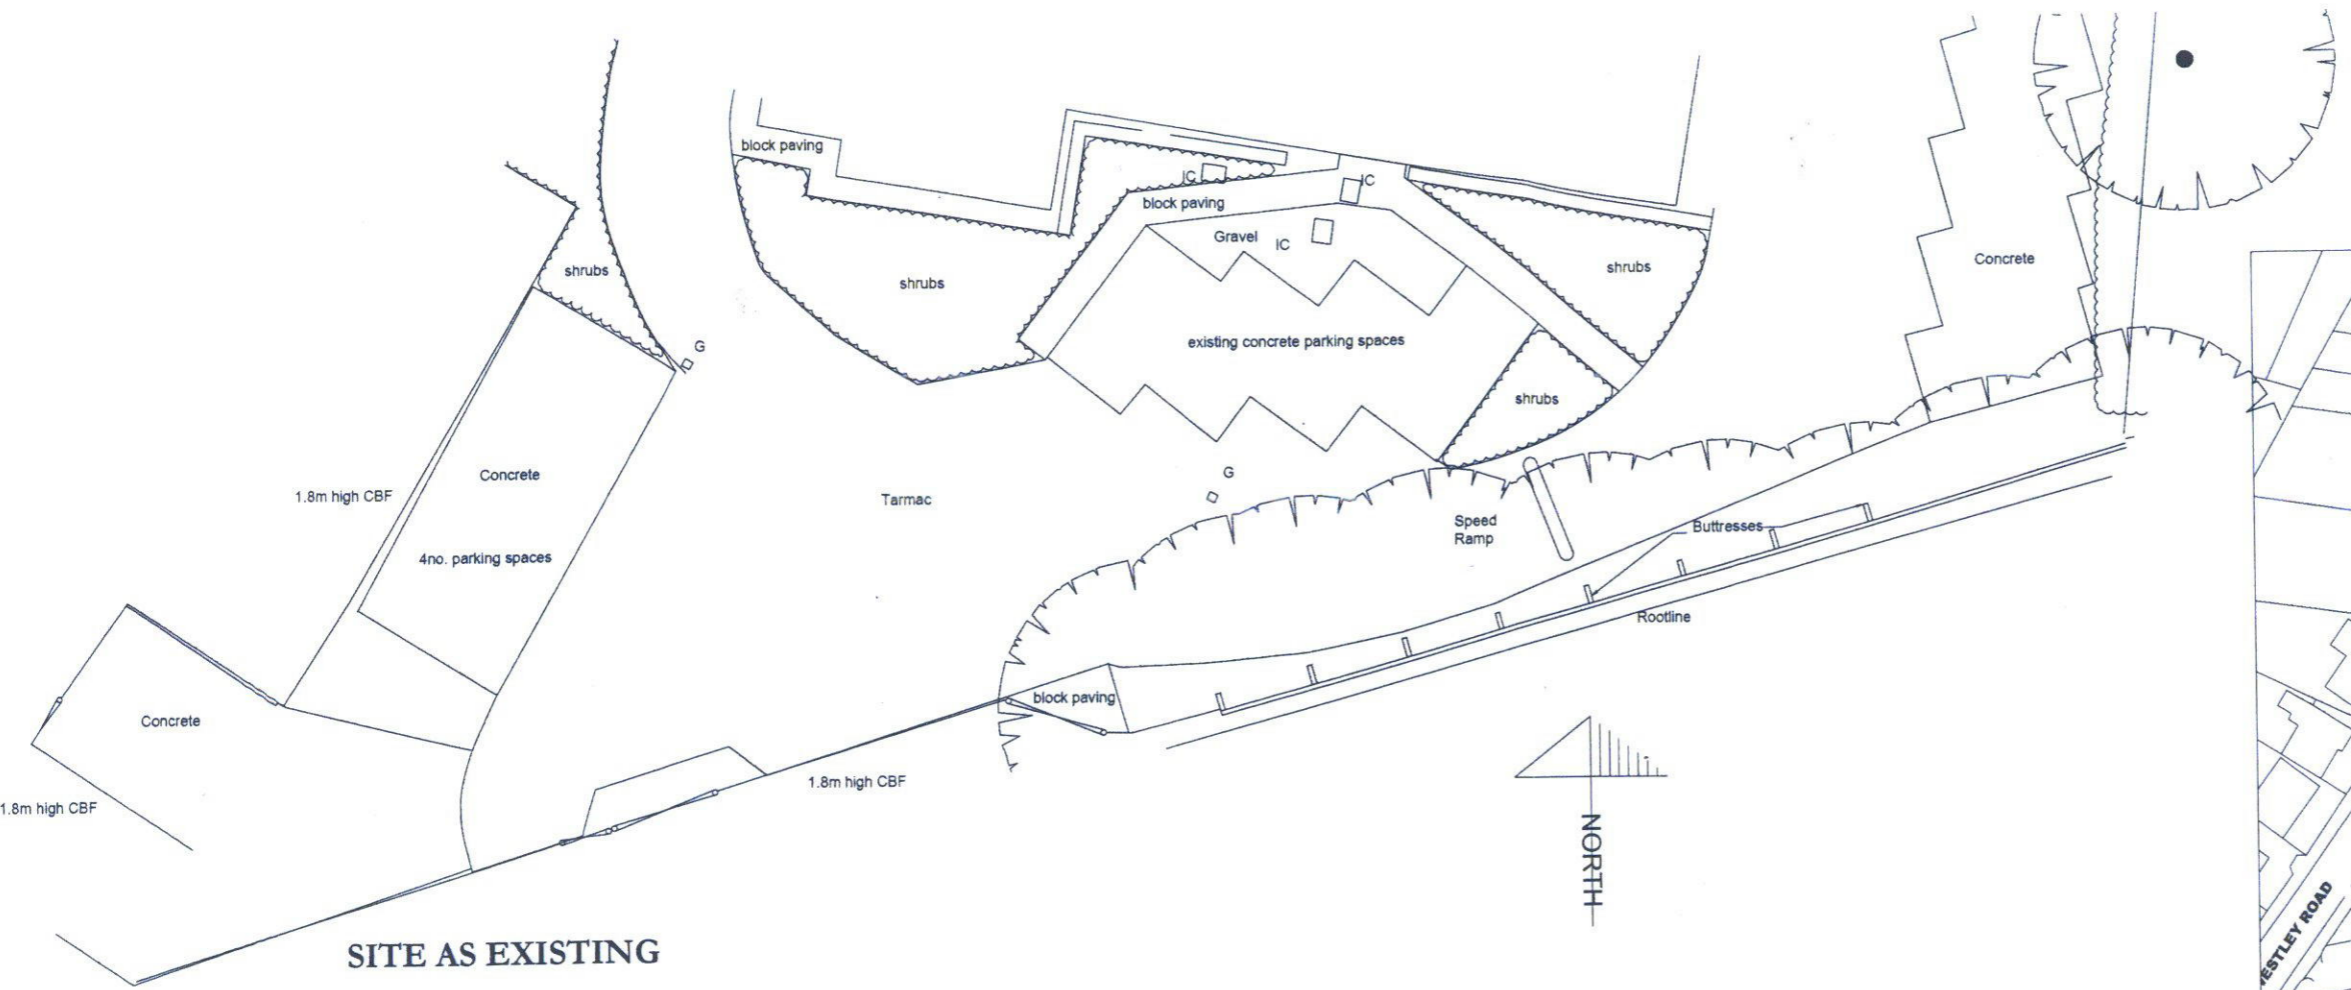 block paving
IC
IC
block paving
Gravel
IC
shrubs
shrubs
shrubs
Concrete
G
existing concrete parking spaces
shrubs
Concrete
1.8m high CBF
4no. parking spaces
Tarmac
G
Speed
Ramp
Buttresses
Rootline
block paving
Concrete
1.8m high CBF
1.8m high CBF
NORTH
SITE AS EXISTING
ESTLEY ROAD